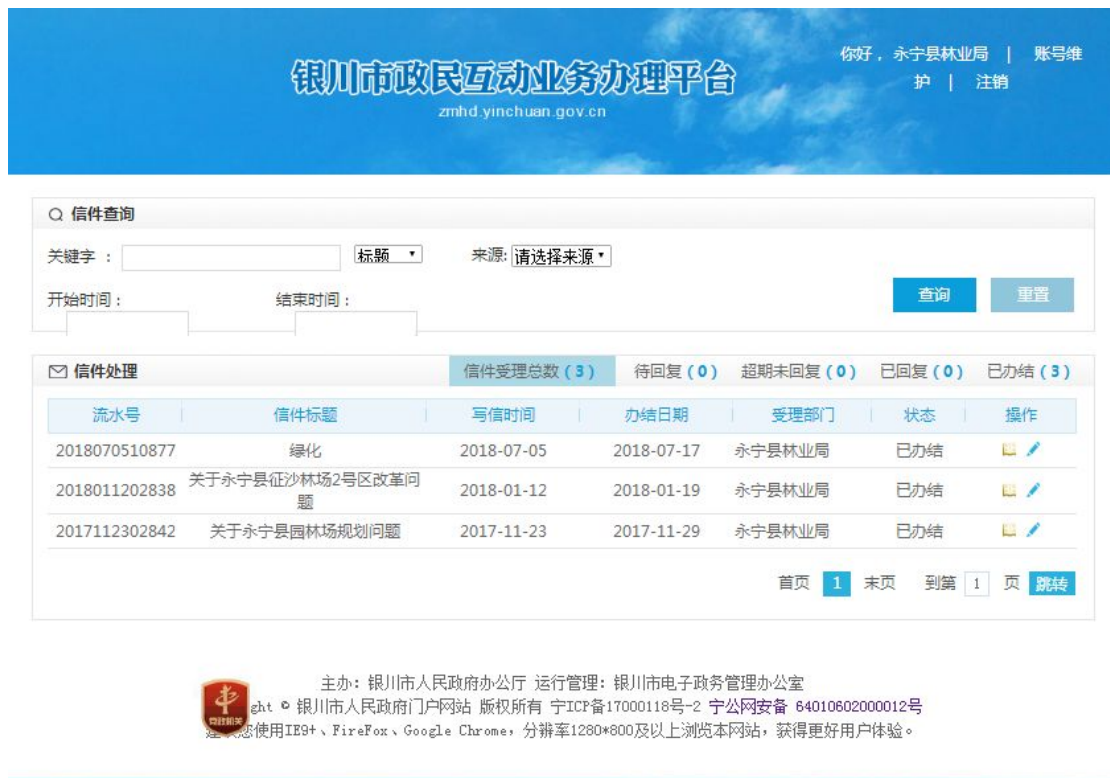 你好，永宁县林业局 | 账号维
护 | 注销
银川市政民互动业务办理平台
zmhd.yinchuan.gov.cn
信件查询
关键字 ： 标题 来源: 请选择来源
开始时间： 结束时间： 查询 重置
信件处理 信件受理总数(3) 待回复(0) 超期未回复(0) 已回复(0) 已办结(3)
流水号 信件标题 写信时间 办结日期 受理部门 状态 操作
2018070510877 绿化 2018-07-05 2018-07-17 永宁县林业局 已办结
2018011202838 关于永宁县征沙林场2号区改革问
题 2018-01-12 2018-01-19 永宁县林业局 已办结
2017112302842 关于永宁县园林场规划问题 2017-11-23 2017-11-29 永宁县林业局 已办结
首页 1 末页 到第 1 页 跳转
主办：银川市人民政府办公厅 运行管理：银川市电子政务管理办公室
ght © 银川市人民政府门户网站 版权所有 宁ICP备17000118号-2 宁公网安备 64010602000012号
党政机关
您使用IE9+、FireFox、Google Chrome，分辨率1280*800及以上浏览本网站，获得更好用户体验。